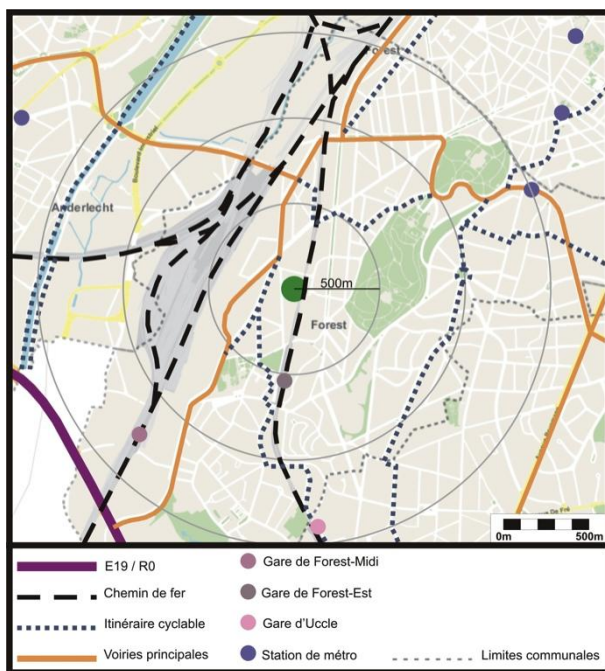 Forest
Anderlecht
500m
Forest
0m 500m
E19 / R0
Chemin de fer
Itinéraire cyclable
Voiries principales
Gare de Forest-Midi
Gare de Forest-Est
Gare d'Uccle
Station de métro
Limites communales